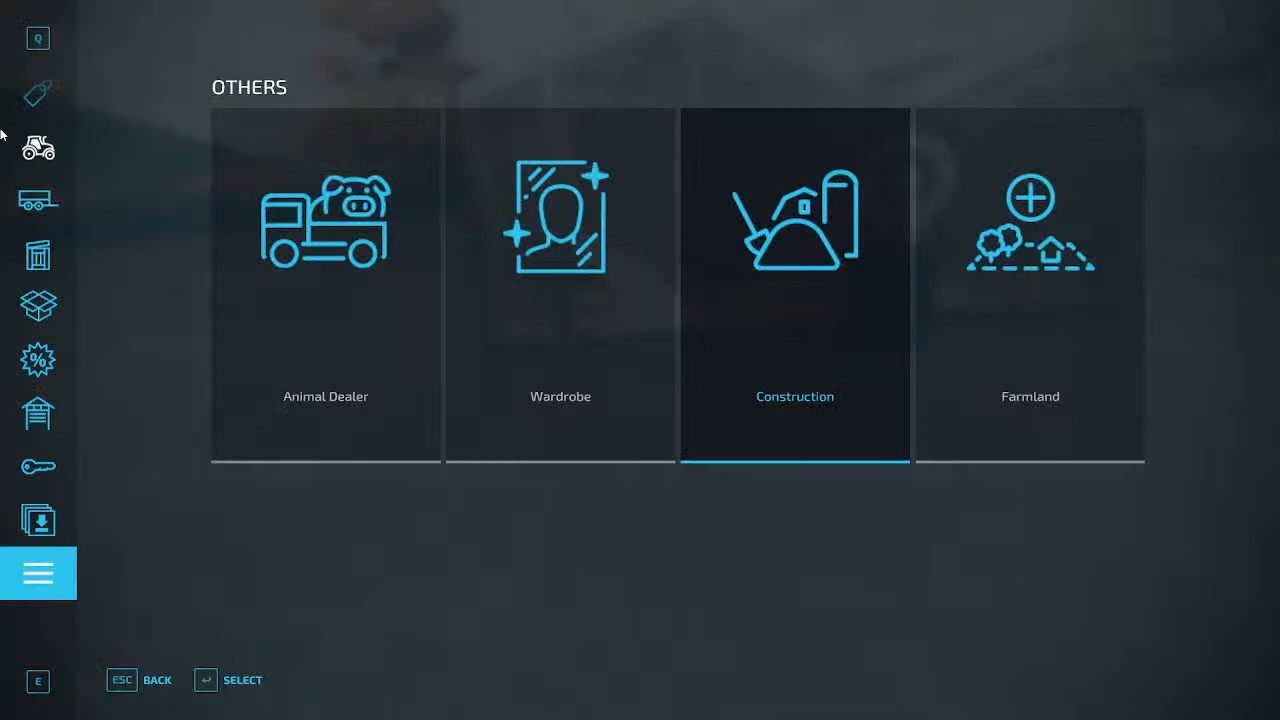 Q
OTHERS
%
Animal Dealer
Wardrobe
Construction
Farmland
E
ESC BACK
SELECT